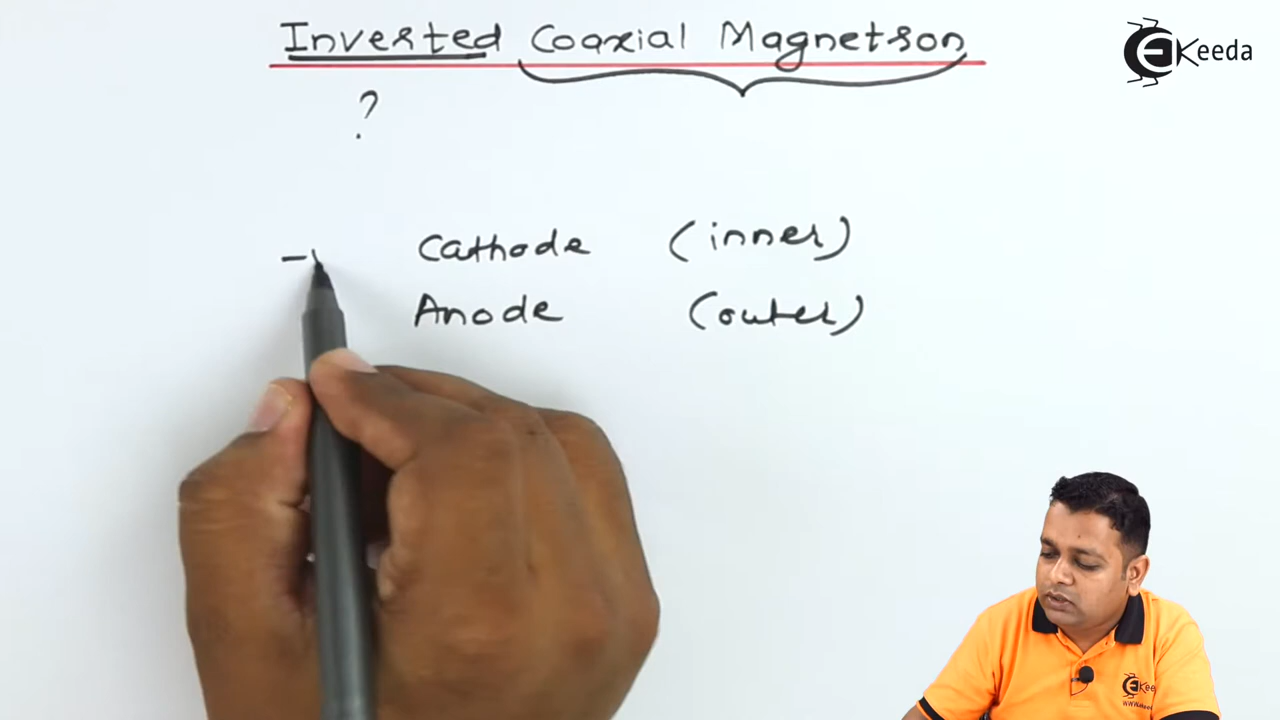 Inverted Coaxial Magnetron
EKeeda
?
Cathode (inner)
Anode (outer)